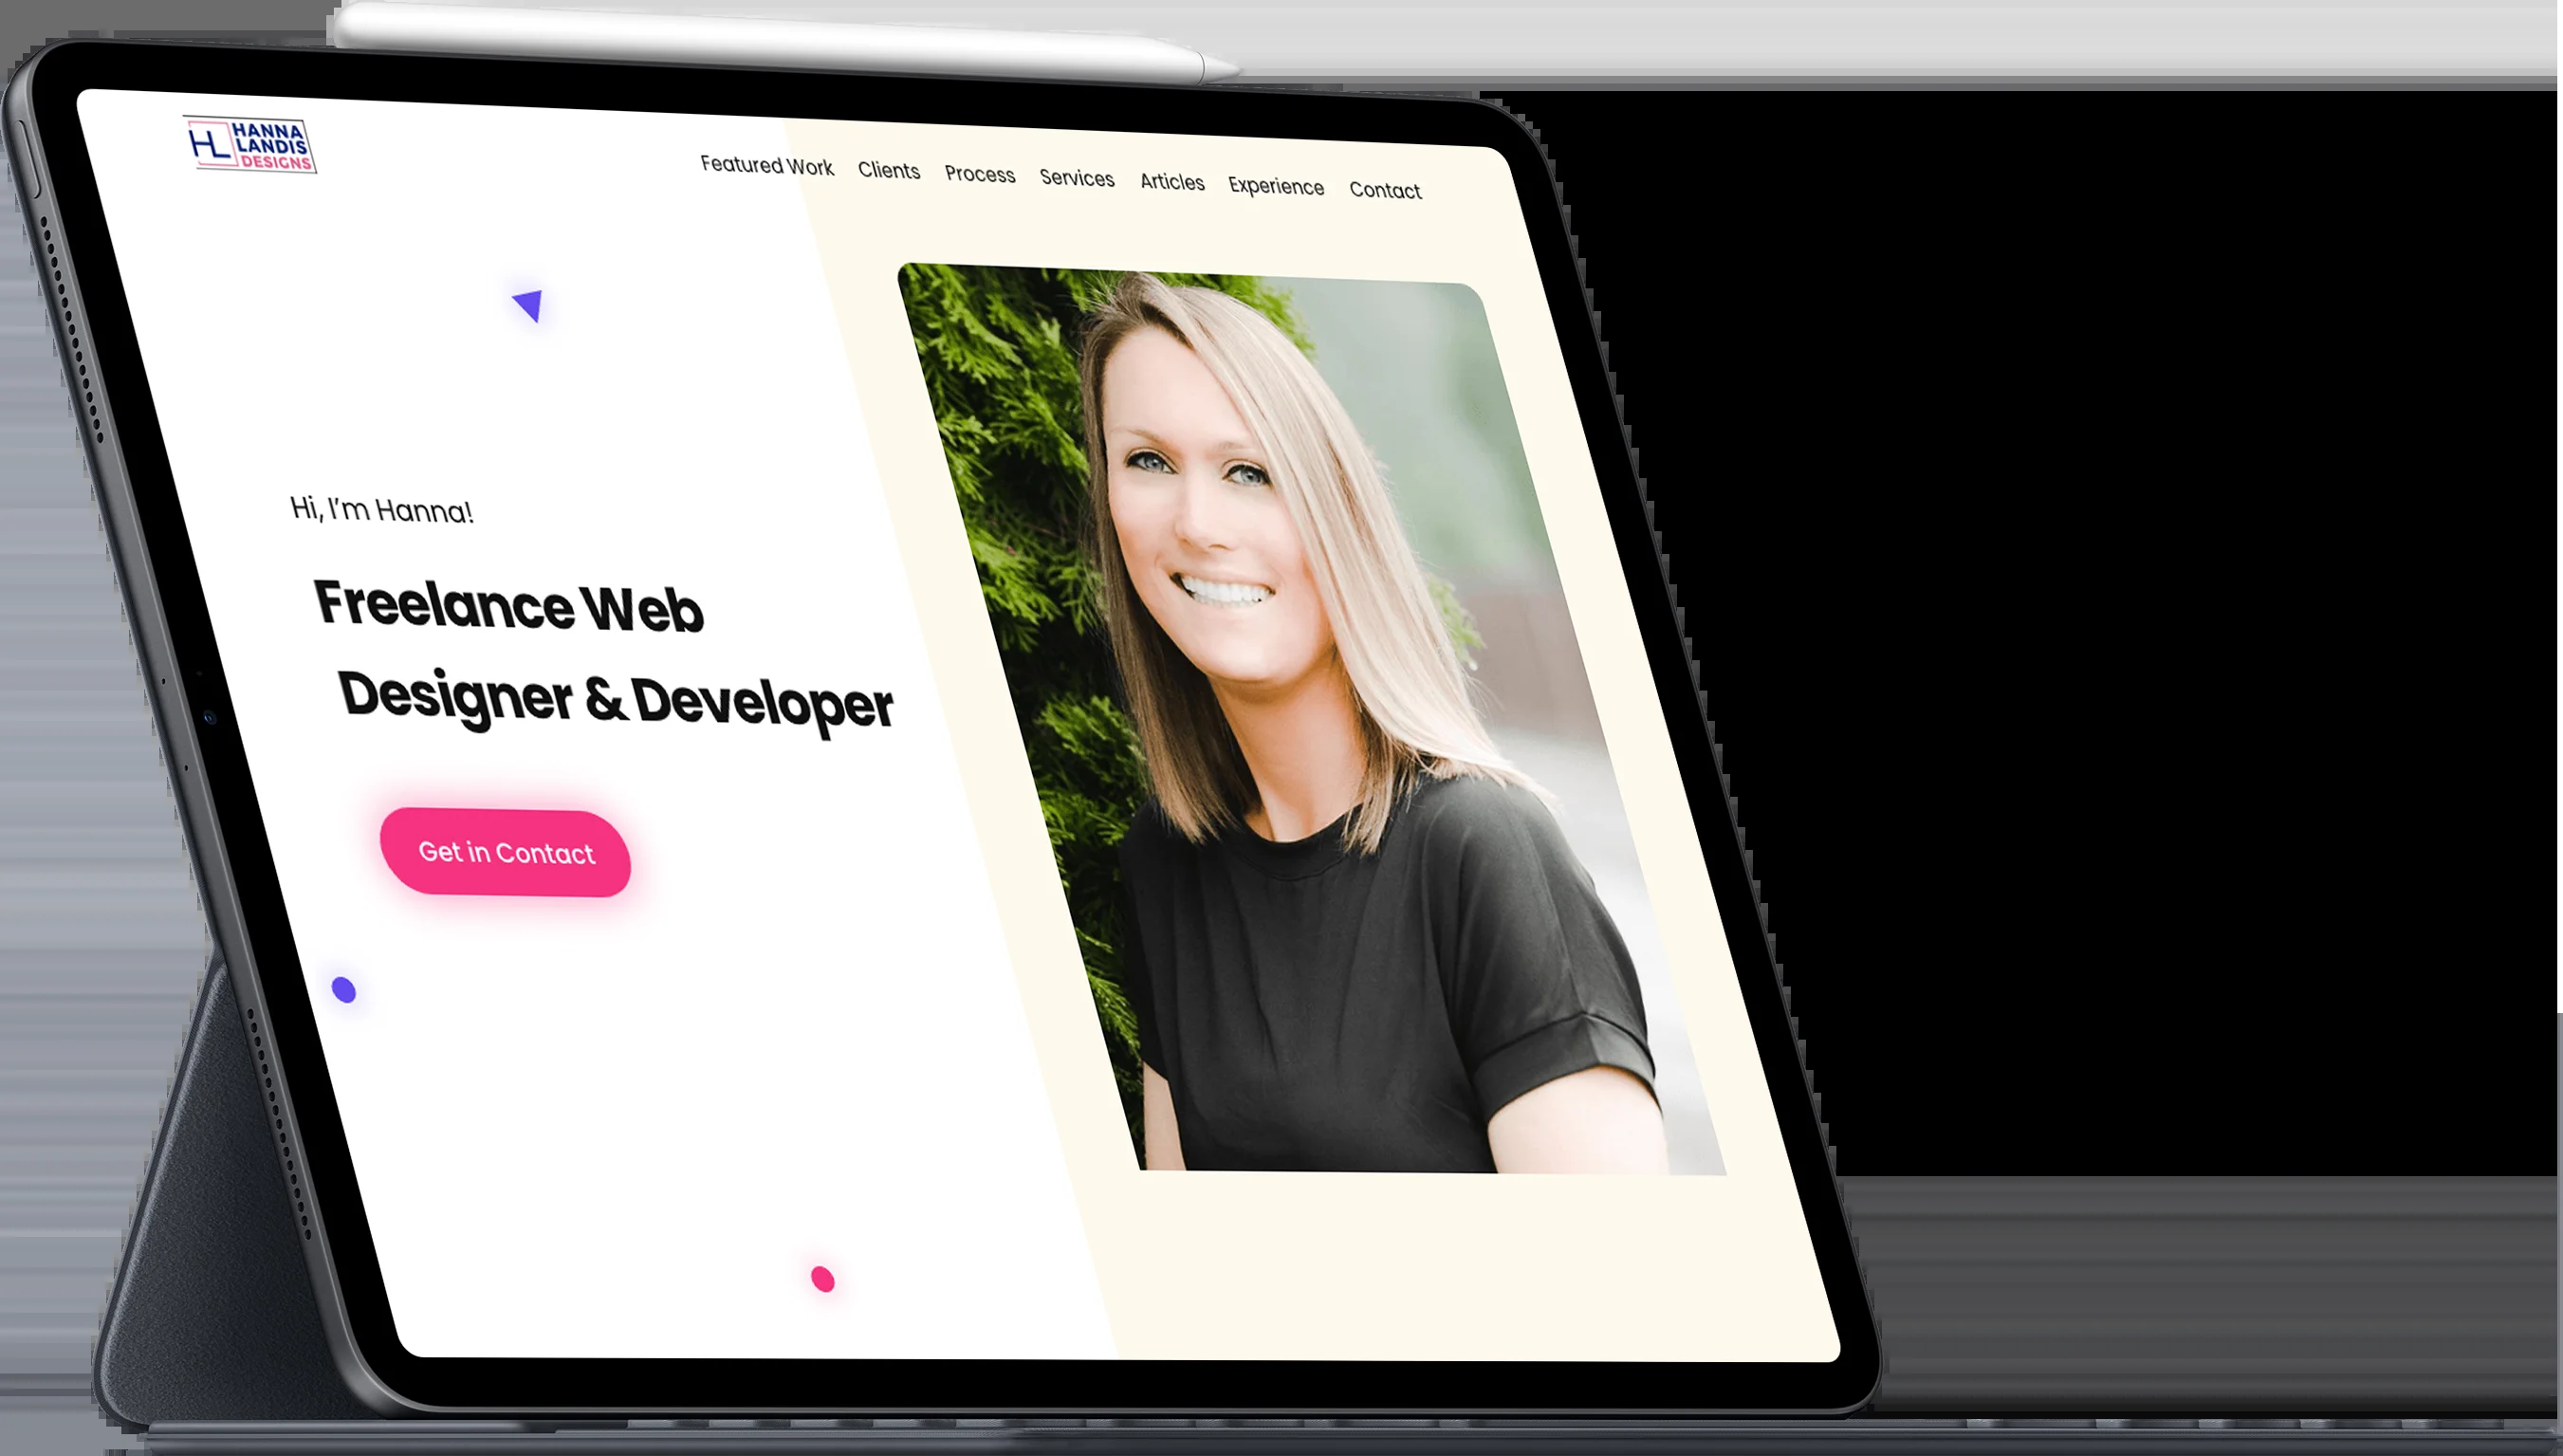 HL HANNA
LANDIS
DESIGNS
Featured Work Clients Process Services Articles Experience Contact
Hi, I'm Hanna!
Freelance Web
Designer & Developer
Get in Contact